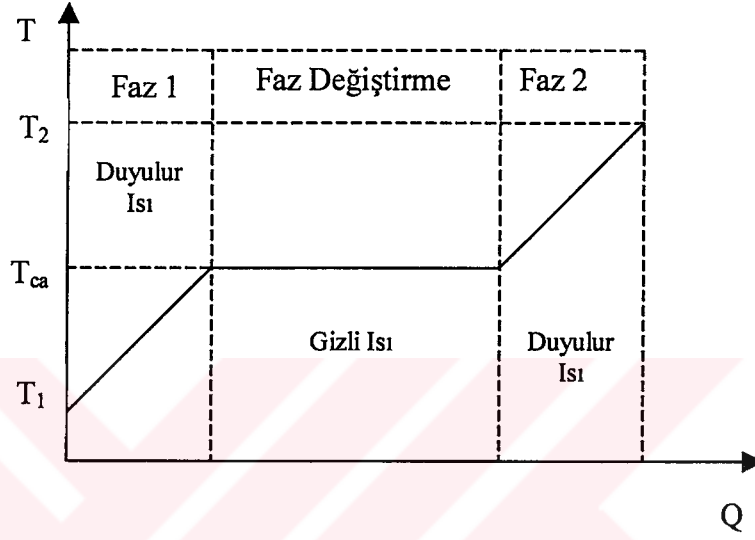 T
Faz 1
Faz Değiştirme
Faz 2
T2
Duyulur
Isı
Tca
Gizli Isı
Duyulur
Isı
T1
Q